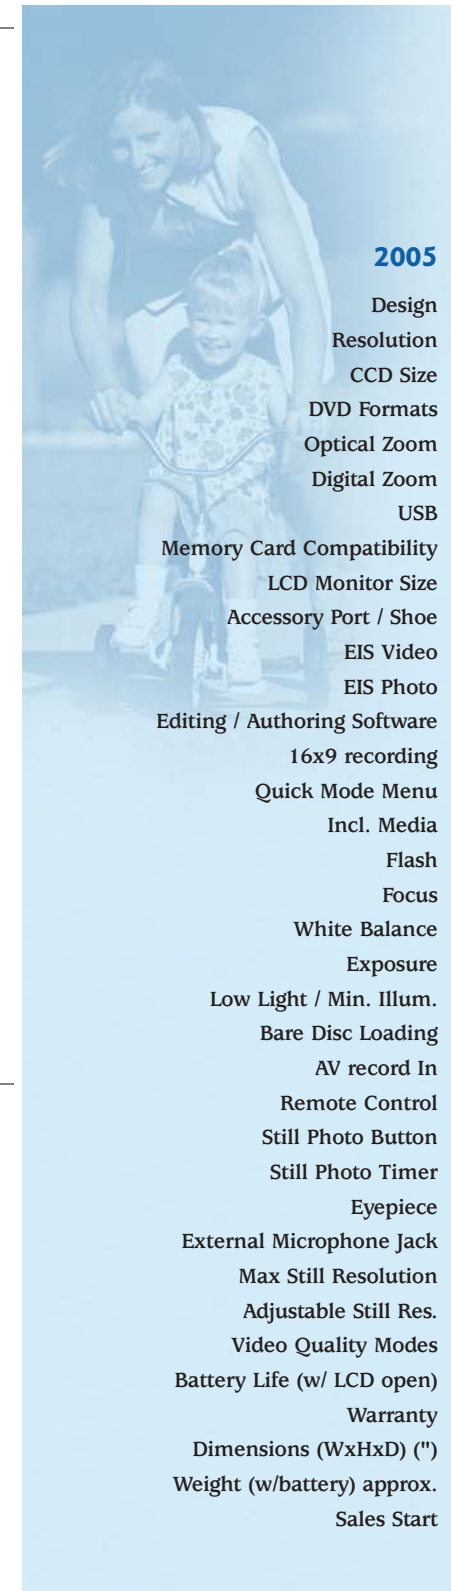 2005
Design
Resolution
CCD Size
DVD Formats
Optical Zoom
Digital Zoom
USB
Memory Card Compatibility
LCD Monitor Size
Accessory Port / Shoe
EIS Video
EIS Photo
Editing / Authoring Software
16x9 recording
Quick Mode Menu
Incl. Media
Flash
Focus
White Balance
Exposure
Low Light / Min. Illum.
Bare Disc Loading
AV record In
Remote Control
Still Photo Button
Still Photo Timer
Eyepiece
External Microphone Jack
Max Still Resolution
Adjustable Still Res.
Video Quality Modes
Battery Life (w/ LCD open)
Warranty
Dimensions (WxHxD) (")
Weight (w/battery) approx.
Sales Start